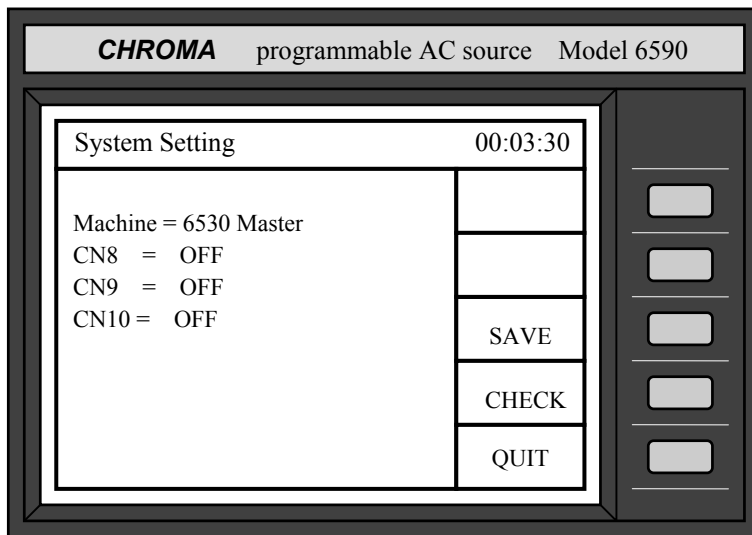 CHROMA programmable AC source Model 6590
System Setting 00:03:30
Machine = 6530 Master
CN8 = OFF
CN9 = OFF
CN10 = OFF
SAVE
CHECK
QUIT